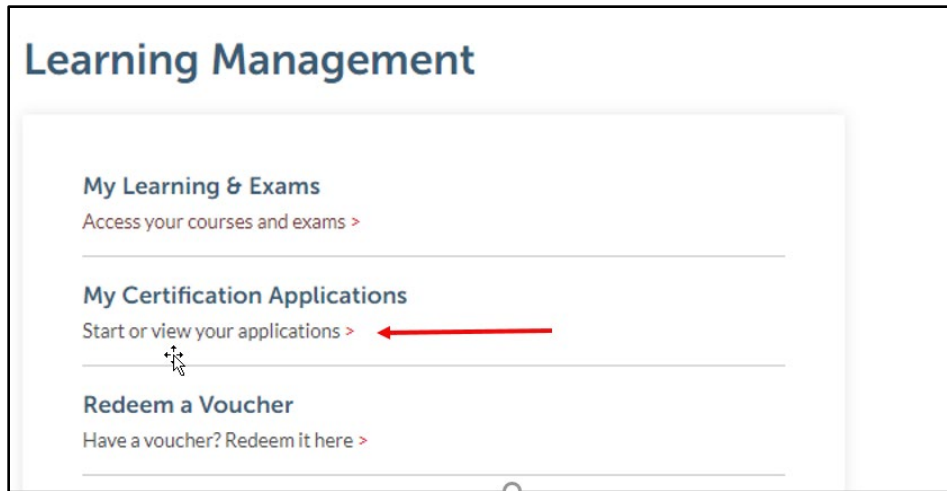 Learning Management
My Learning & Exams
Access your courses and exams >
My Certification Applications
Start or view your applications >
Redeem a Voucher
Have a voucher? Redeem it here >